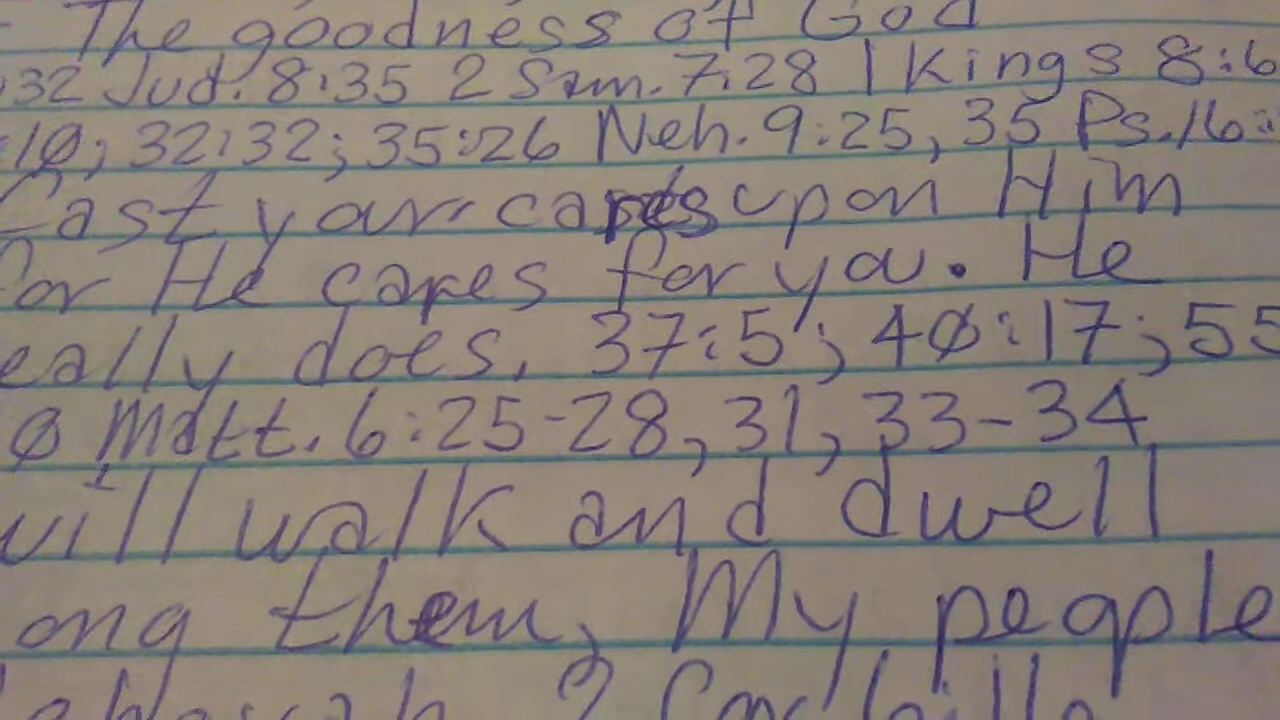 The goodness of God
32 Jud. 8:35 2 Sam. 7:28 1 Kings 8:6
:10; 32:32; 35:26 Neh. 9:25, 35 Ps. 16:
Cast your cares upon Him
for He cares for you. He
eally does. 37:5; 40:17; 55
0 Matt. 6:25-28, 31, 33-34
will walk and dwell
ong them, My people